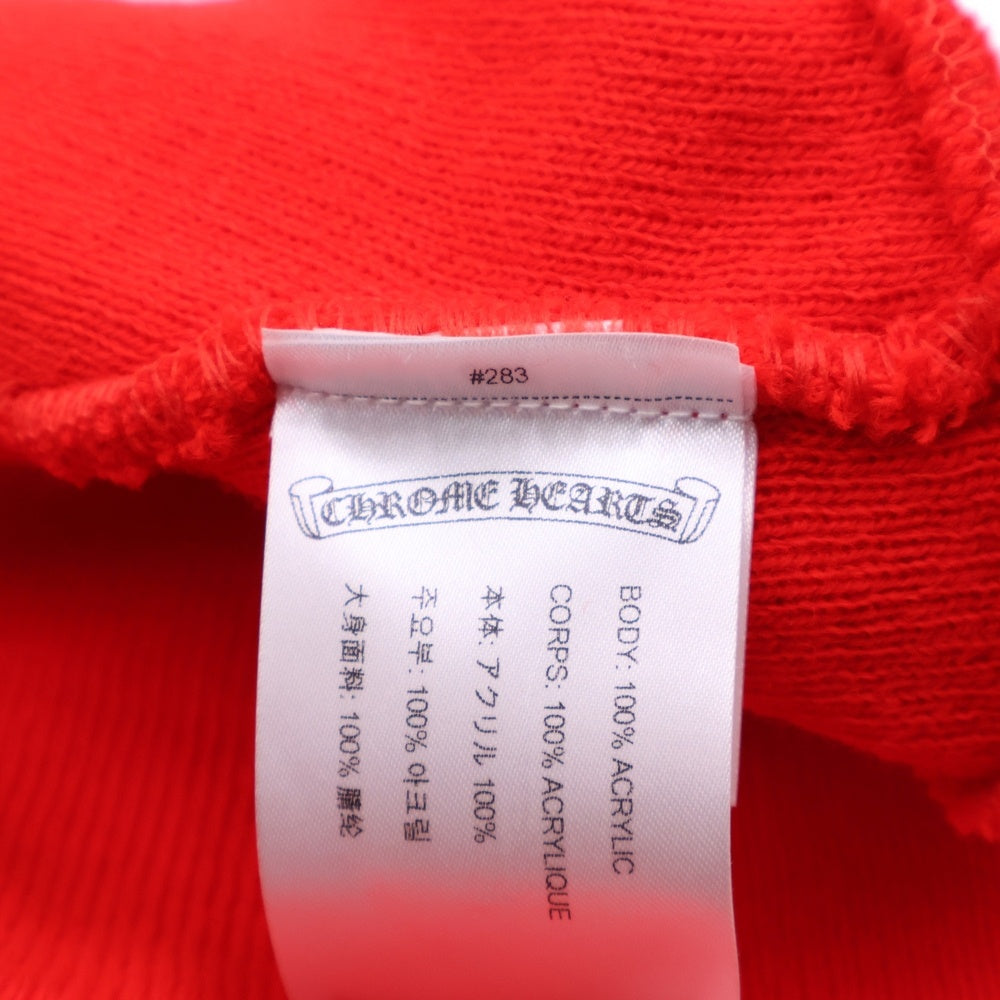 #283
CHROME HEARTS
BODY: 100% ACRYLIC
CORPS: 100% ACRYLIQUE
本体: アクリル 100%
주요부: 100% 아크릴
大身面料: 100% 腈纶